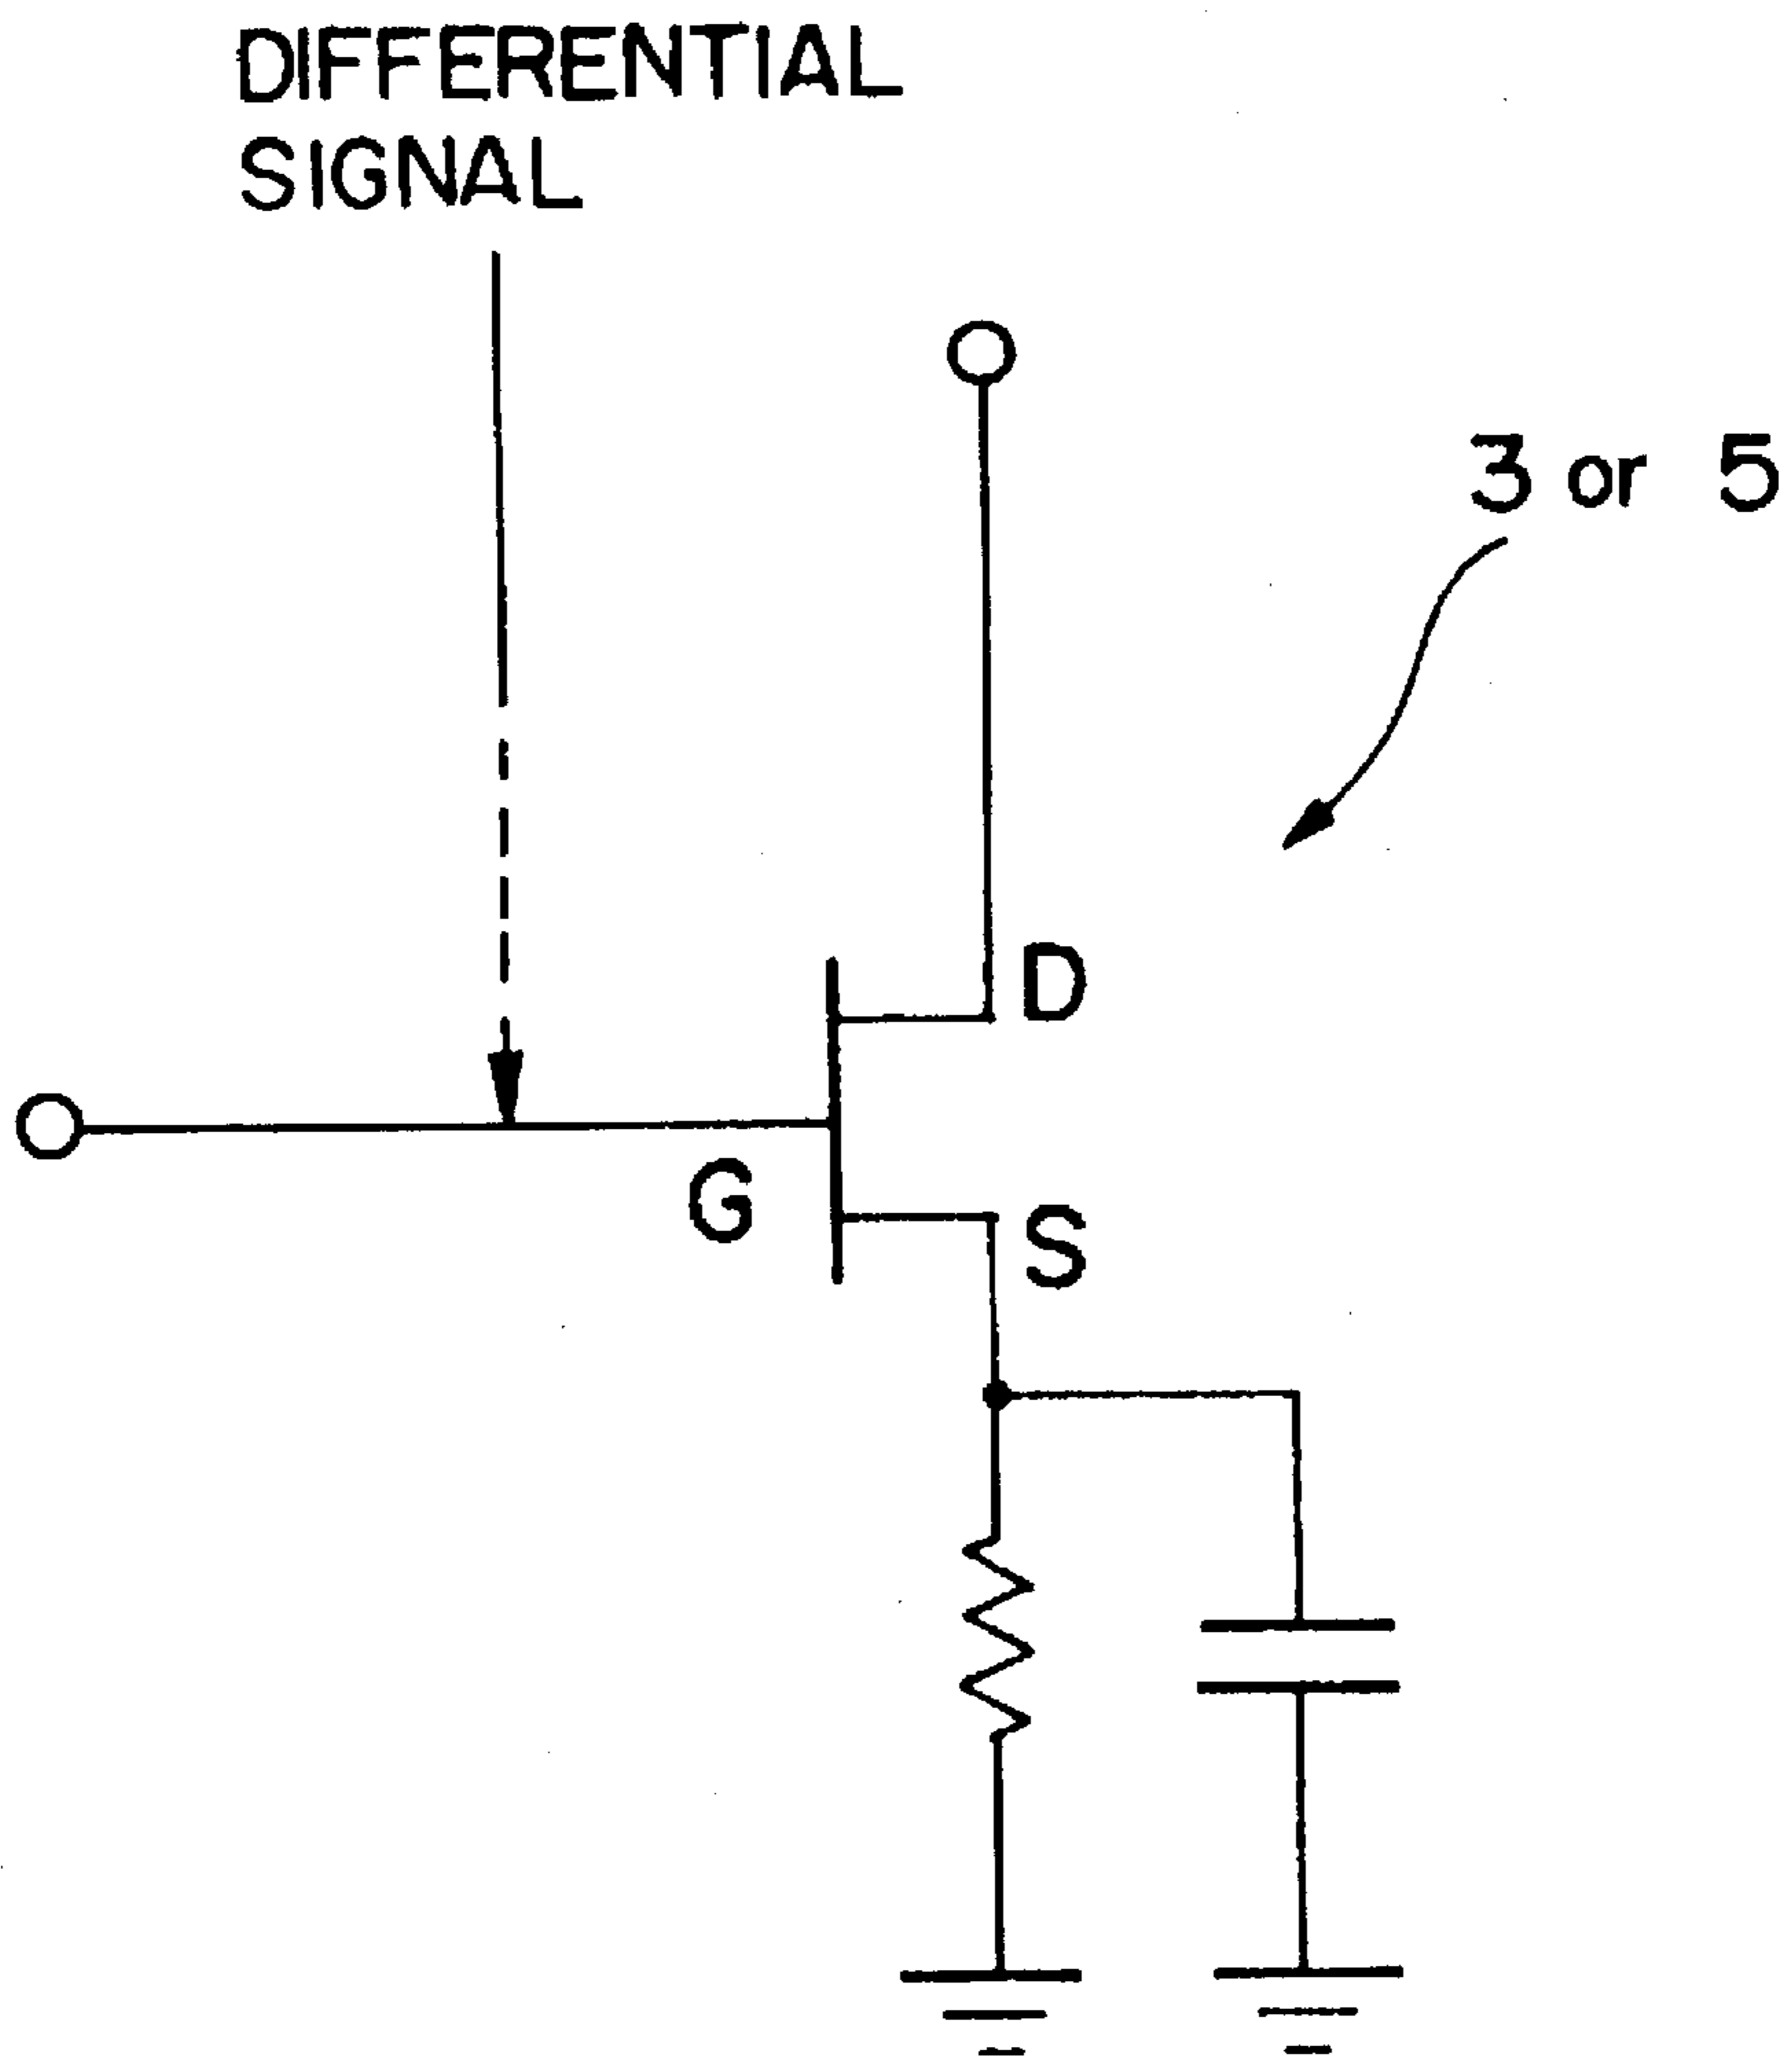 DIFFERENTIAL
SIGNAL
3 or 5
D
G
S